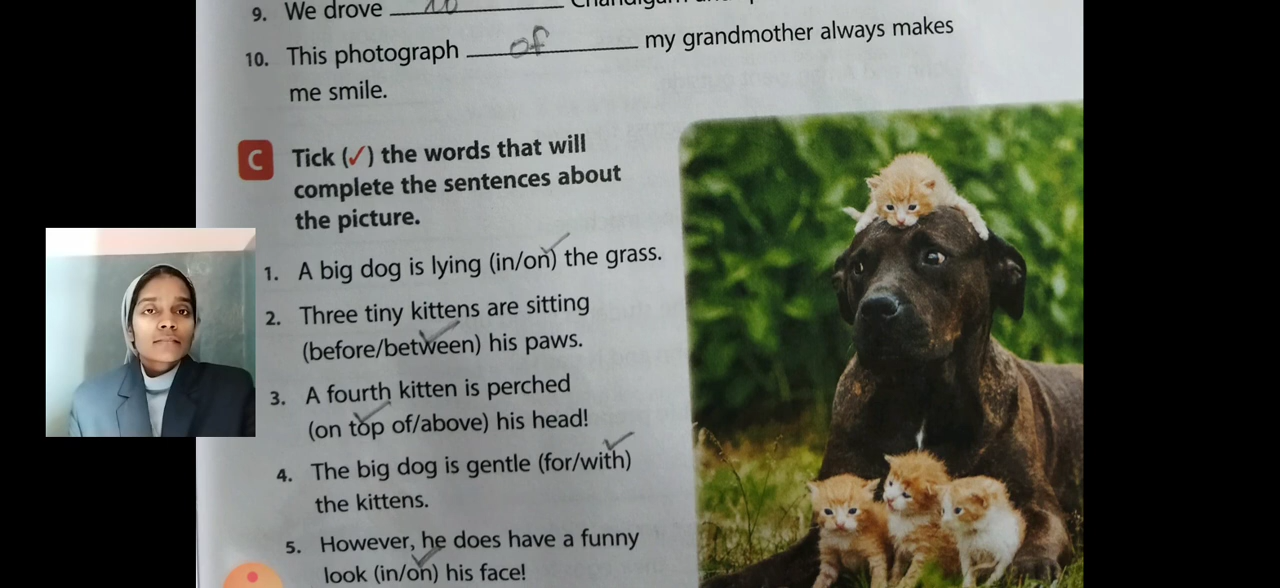 9. We drove
10. This photograph of my grandmother always makes
me smile.
C Tick (✓) the words that will
complete the sentences about
the picture.
1. A big dog is lying (in/on) the grass.
2. Three tiny kittens are sitting
(before/between) his paws.
3. A fourth kitten is perched
(on top of/above) his head!
4. The big dog is gentle (for/with)
the kittens.
5. However, he does have a funny
look (in/on) his face!